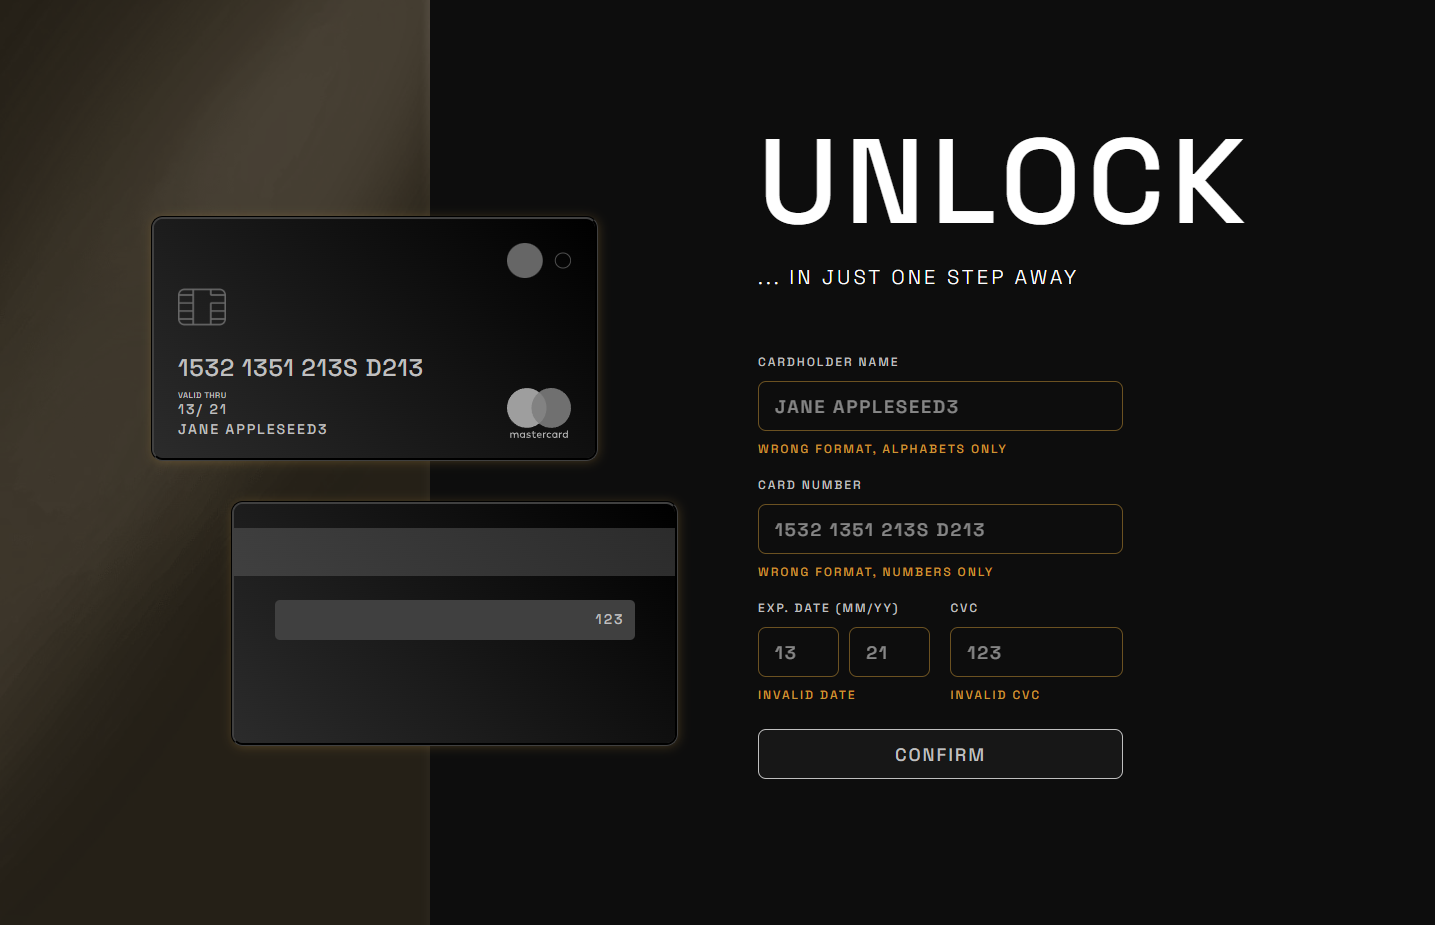 UNLOCK
... IN JUST ONE STEP AWAY
1532 1351 213S D213
VALID THRU
13/ 21
JANE APPLESEED3
mastercard
123
CARDHOLDER NAME
JANE APPLESEED3
WRONG FORMAT, ALPHABETS ONLY
CARD NUMBER
1532 1351 213S D213
WRONG FORMAT, NUMBERS ONLY
EXP. DATE (MM/YY) CVC
13 21 123
INVALID DATE INVALID CVC
CONFIRM